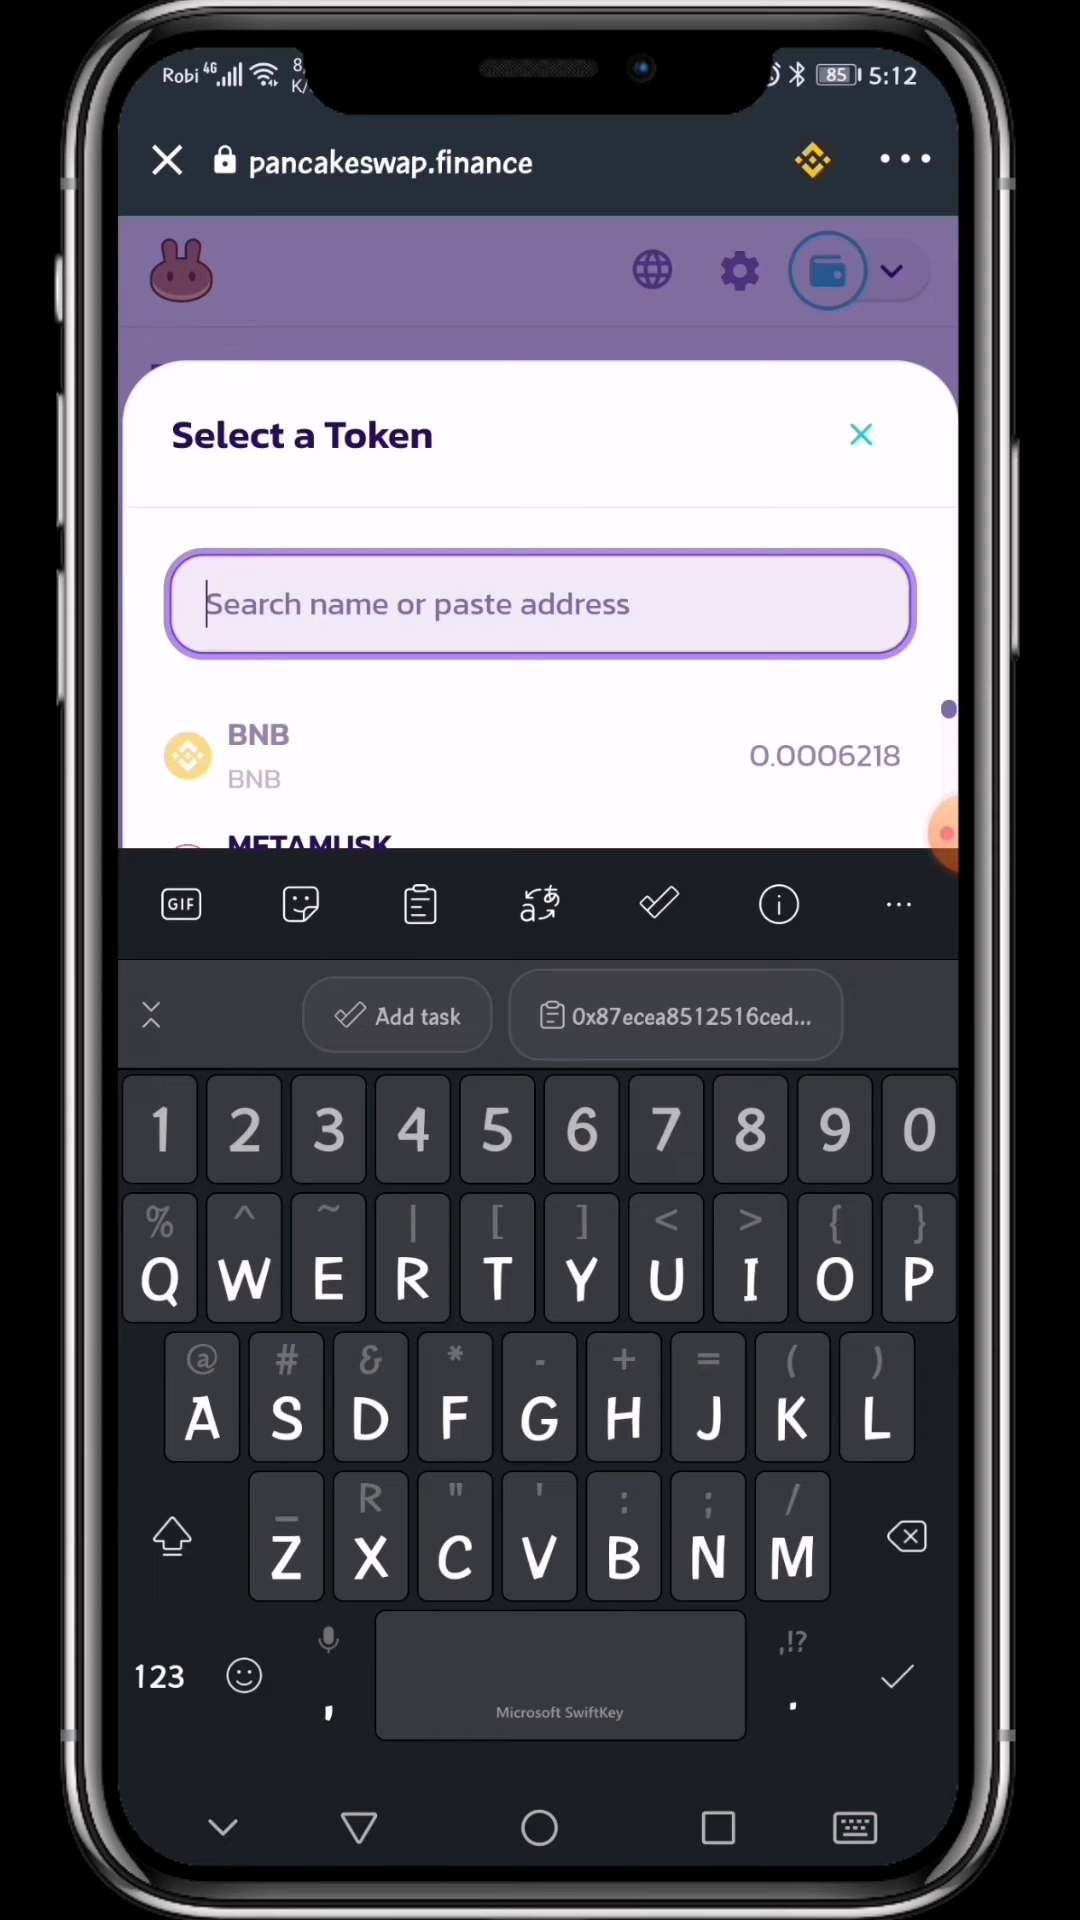 Robi 4G 8 K/ 85 5:12
pancakeswap.finance
Select a Token
Search name or paste address
BNB
BNB
0.0006218
METAMUSK
GIF
Add task
0x87ecea8512516ced...
1 2 3 4 5 6 7 8 9 0
% ^ ~ | [ ] < > { }
Q W E R T Y U I O P
@ # & * - + = ( )
A S D F G H J K L
_ R " ' : ; /
Z X C V B N M
,!?
123 , .
Microsoft SwiftKey